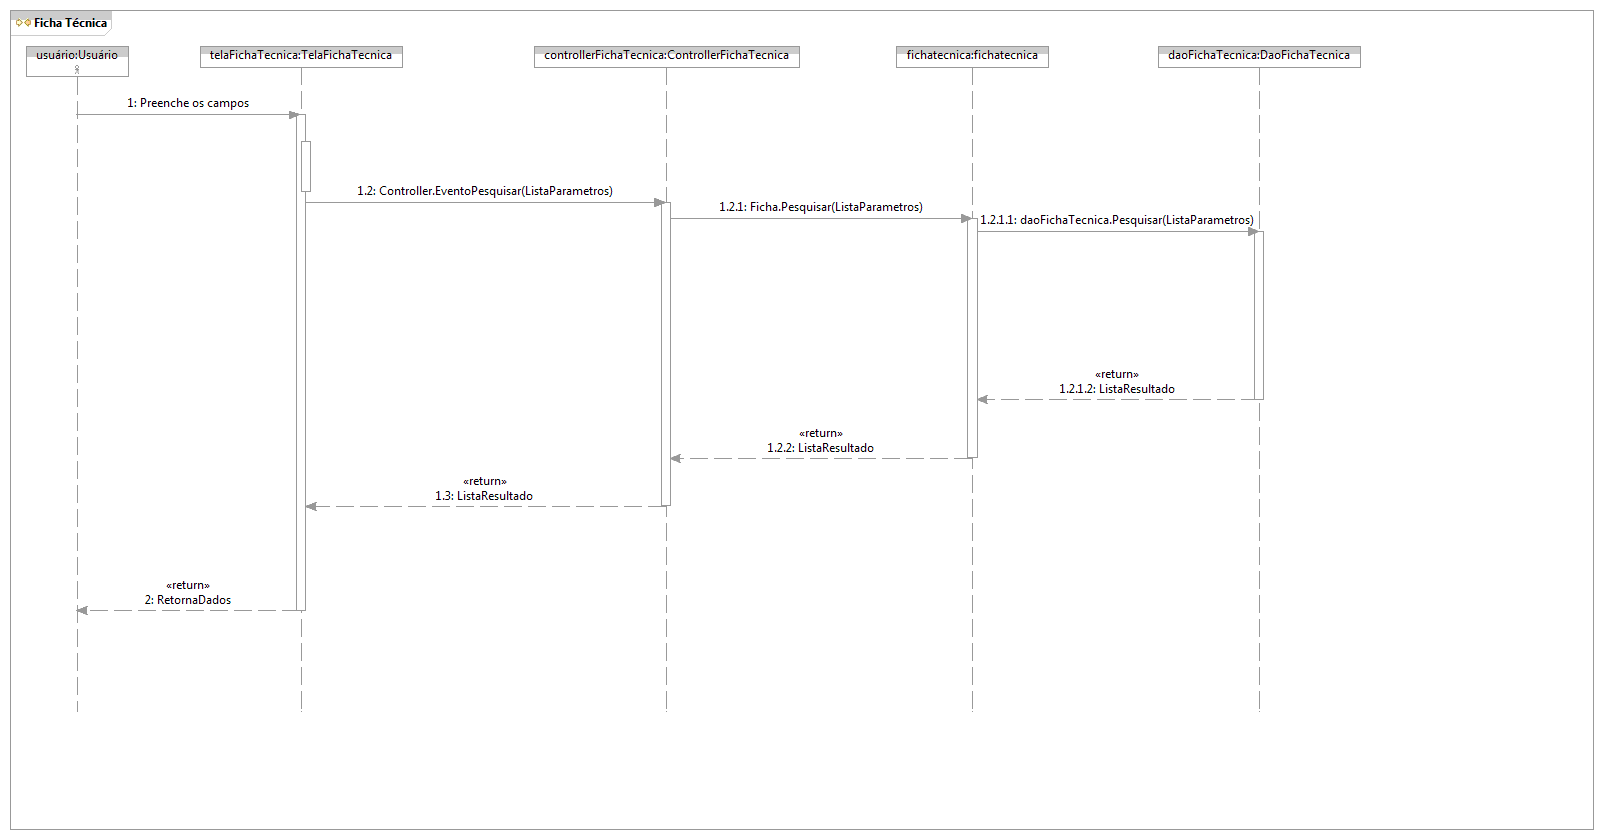 Ficha Técnica
usuário:Usuário
telaFichaTecnica:TelaFichaTecnica
controllerFichaTecnica:ControllerFichaTecnica
fichatecnica:fichatecnica
daoFichaTecnica:DaoFichaTecnica
1: Preenche os campos
1.2: Controller.EventoPesquisar(ListaParametros)
1.2.1: Ficha.Pesquisar(ListaParametros)
1.2.1.1: daoFichaTecnica.Pesquisar(ListaParametros)
«return»
1.2.1.2: ListaResultado
«return»
1.2.2: ListaResultado
«return»
1.3: ListaResultado
«return»
2: RetornaDados